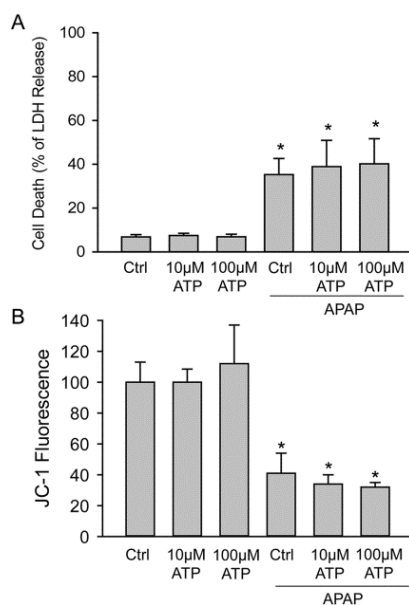 A
Cell Death (% of LDH Release)
100
80
60
40
20
0
* * *
Ctrl 10µM 100µM Ctrl 10µM 100µM
ATP ATP ATP ATP
APAP
B
JC-1 Fluorescence
140
120
100
80
60
40
20
0
* * *
Ctrl 10µM 100µM Ctrl 10µM 100µM
ATP ATP ATP ATP
APAP